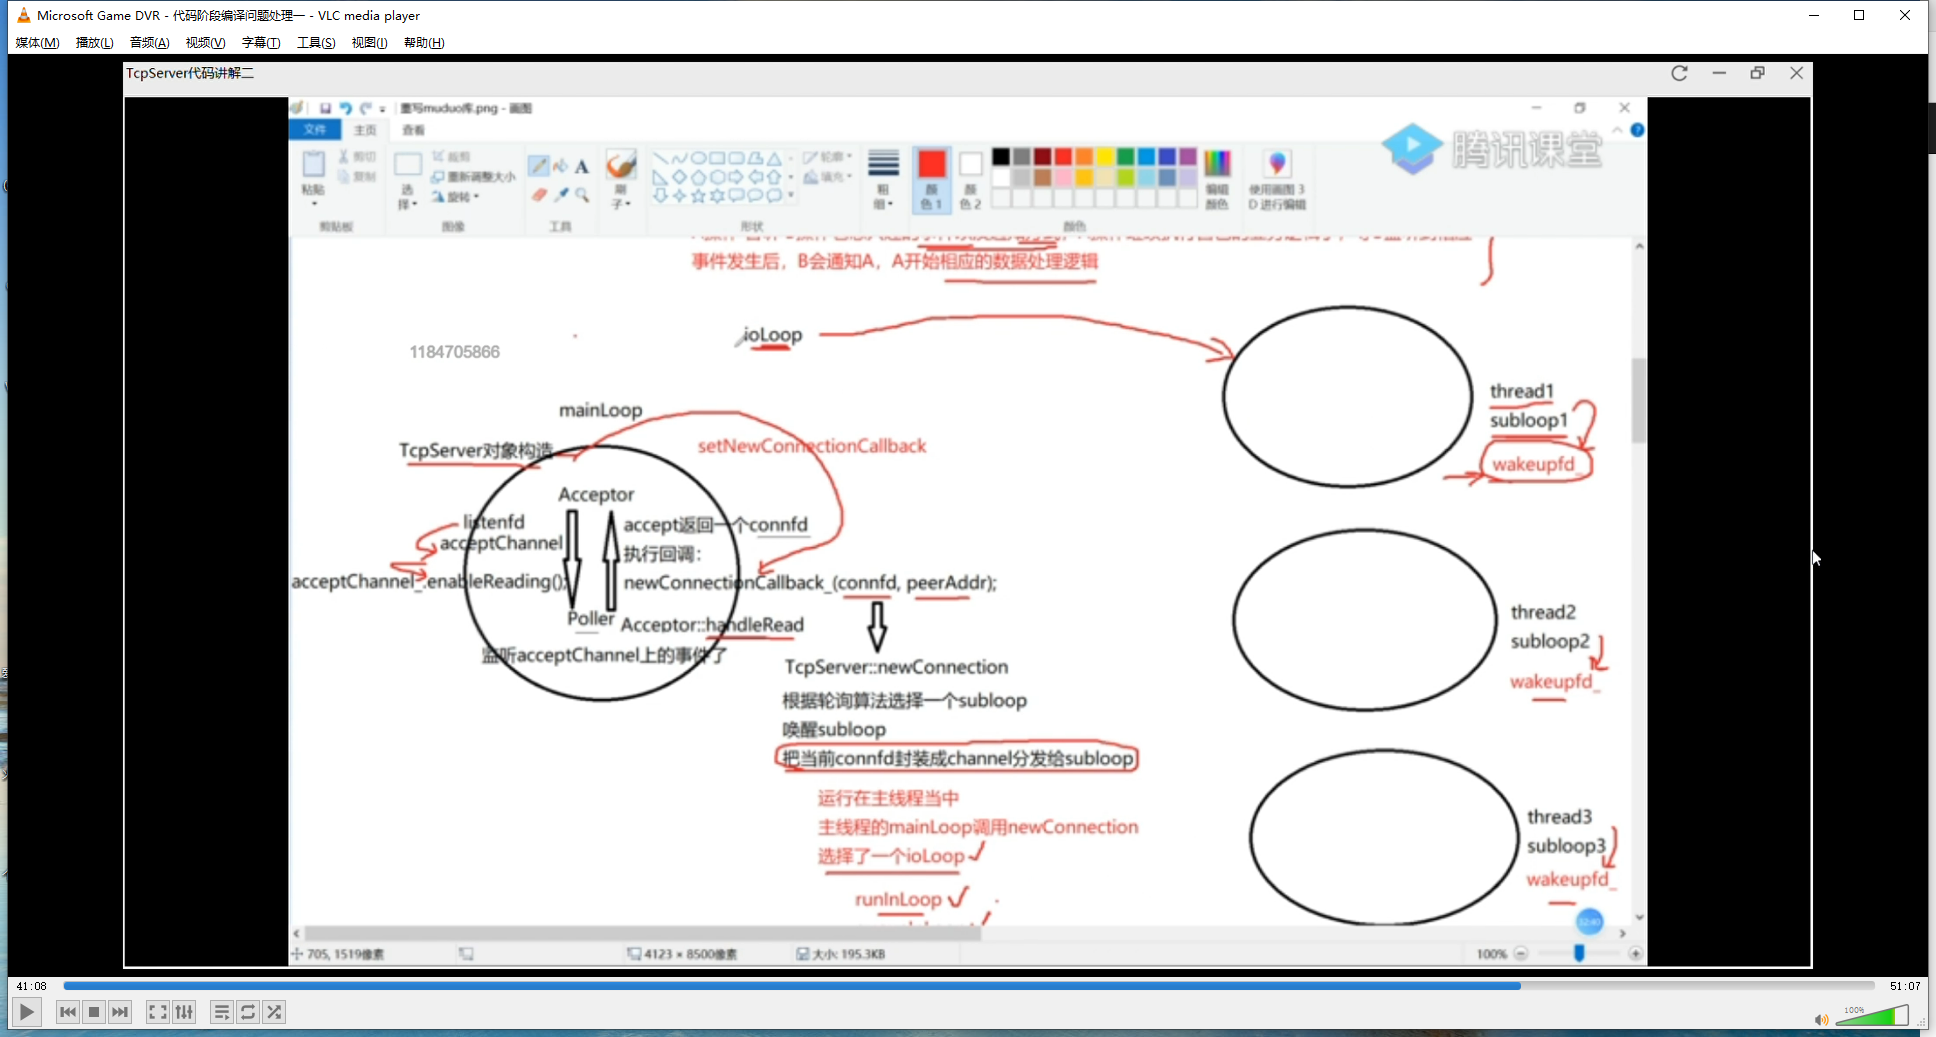 Microsoft Game DVR - 代码阶段编译问题处理一 - VLC media player
媒体(M) 播放(L) 音频(A) 视频(V) 字幕(T) 工具(S) 视图(I) 帮助(H)
TcpServer代码讲解二
重写muduo库.png - 画图
文件 主页 查看
腾讯课堂
粘贴 剪切 复制
选择 裁剪 重新调整大小 旋转
刷子
轮廓 填充
粗细
颜色 1 颜色 2
编辑颜色
使用画图 3D 进行编辑
剪贴板 图像 工具 形状 颜色
事件发生后，B会通知A，A开始相应的数据处理逻辑
ioLoop
1184705866
thread1
subloop1
wakeupfd_
mainLoop
TcpServer对象构造
setNewConnectionCallback
Acceptor
listenfd
accept返回一个connfd
acceptChannel
执行回调：
acceptChannel_.enableReading();
newConnectionCallback_(connfd, peerAddr);
Poller
Acceptor::handleRead
监听acceptChannel上的事件了
thread2
subloop2
wakeupfd_
TcpServer::newConnection
根据轮询算法选择一个subloop
唤醒subloop
把当前connfd封装成channel分发给subloop
运行在主线程当中
主线程的mainLoop调用newConnection
选择了一个ioLoop
runInLoop
thread3
subloop3
wakeupfd_
52:40
705, 1519像素
4123 × 8500像素
大小: 195.3KB
100%
41:08
51:07
100%